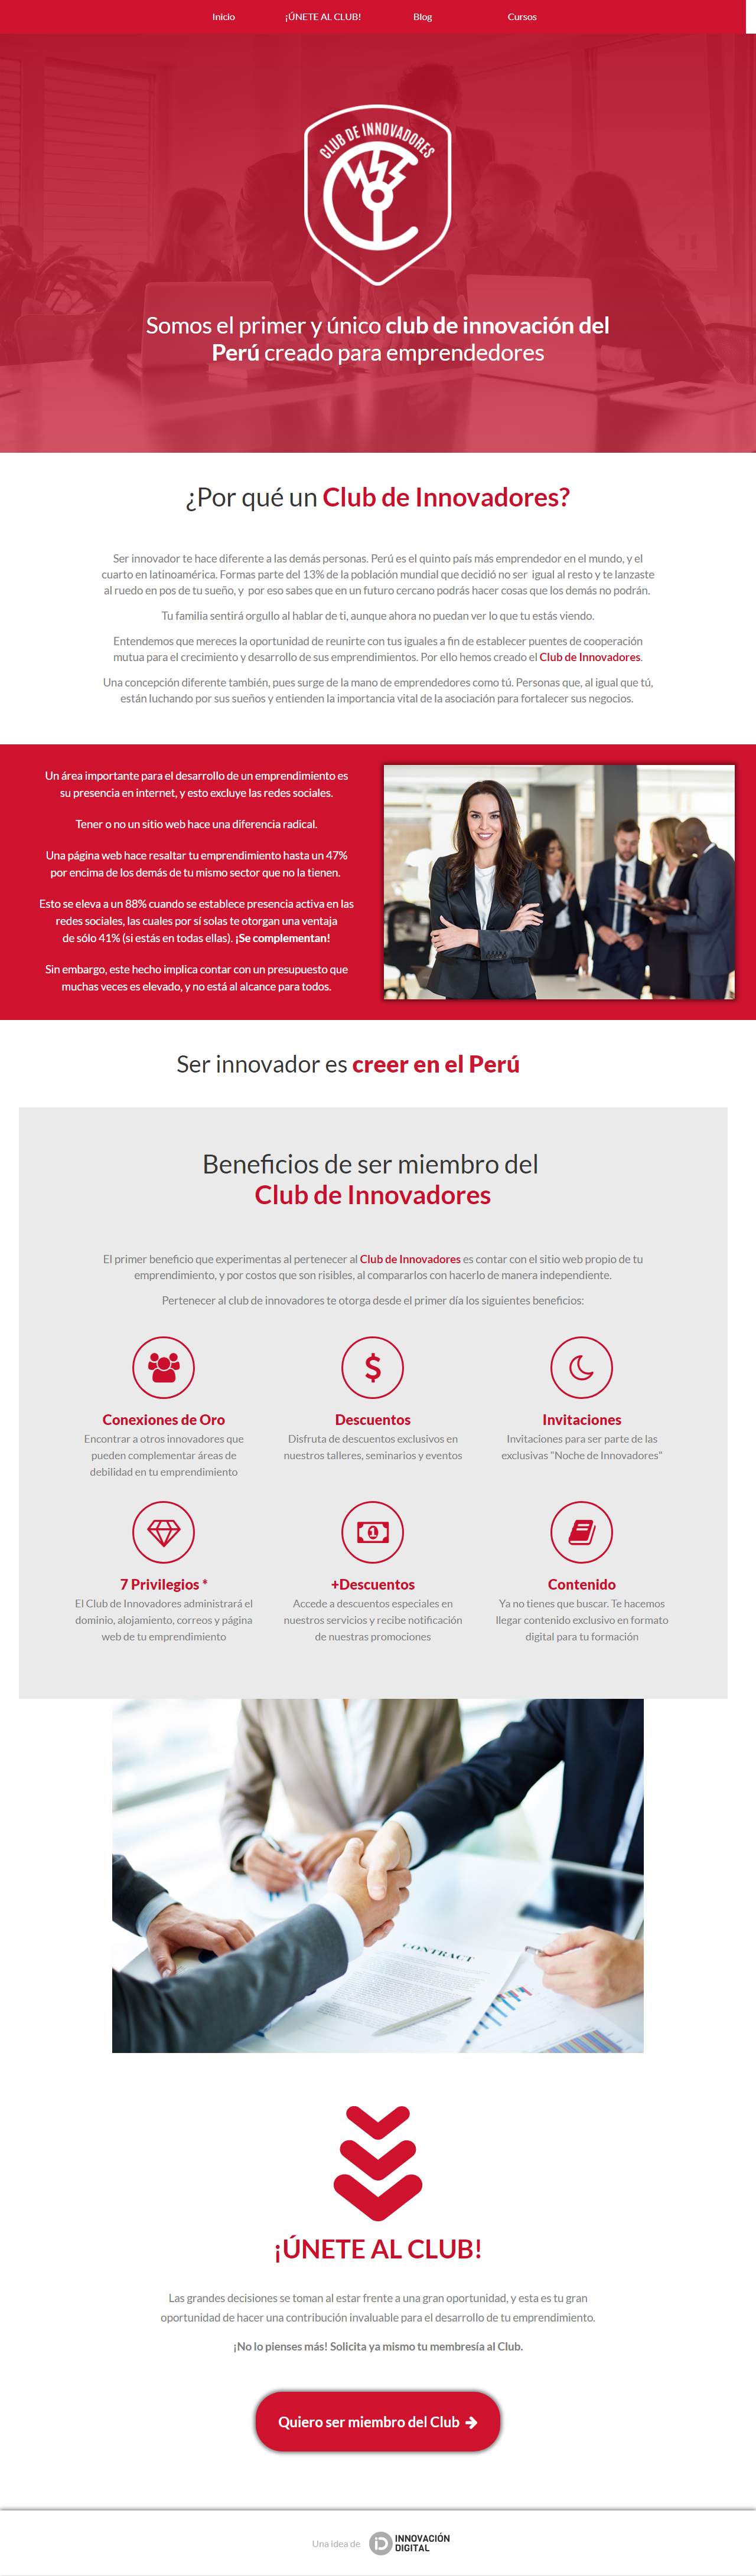 Inicio
¡ÚNETE AL CLUB!
Blog
Cursos
CLUB DE INNOVADORES
Somos el primer y único club de innovación del
Perú creado para emprendedores
¿Por qué un Club de Innovadores?
Ser innovador te hace diferente a las demás personas. Perú es el quinto país más emprendedor en el mundo, y el
cuarto en latinoamérica. Formas parte del 13% de la población mundial que decidió no ser igual al resto y te lanzaste
al ruedo en pos de tu sueño, y por eso sabes que en un futuro cercano podrás hacer cosas que los demás no podrán.
Tu familia sentirá orgullo al hablar de ti, aunque ahora no puedan ver lo que tu estás viendo.
Entendemos que mereces la oportunidad de reunirte con tus iguales a fin de establecer puentes de cooperación
mutua para el crecimiento y desarrollo de sus emprendimientos. Por ello hemos creado el Club de Innovadores.
Una concepción diferente también, pues surge de la mano de emprendedores como tú. Personas que, al igual que tú,
están luchando por sus sueños y entienden la importancia vital de la asociación para fortalecer sus negocios.
Un área importante para el desarrollo de un emprendimiento es
su presencia en internet, y esto excluye las redes sociales.
Tener o no un sitio web hace una diferencia radical.
Una página web hace resaltar tu emprendimiento hasta un 47%
por encima de los demás de tu mismo sector que no la tienen.
Esto se eleva a un 88% cuando se establece presencia activa en las
redes sociales, las cuales por sí solas te otorgan una ventaja
de sólo 41% (si estás en todas ellas). ¡Se complementan!
Sin embargo, este hecho implica contar con un presupuesto que
muchas veces es elevado, y no está al alcance para todos.
Ser innovador es creer en el Perú
Beneficios de ser miembro del
Club de Innovadores
El primer beneficio que experimentas al pertenecer al Club de Innovadores es contar con el sitio web propio de tu
emprendimiento, y por costos que son risibles, al compararlos con hacerlo de manera independiente.
Pertenecer al club de innovadores te otorga desde el primer día los siguientes beneficios:
Conexiones de Oro
Encontrar a otros innovadores que
pueden complementar áreas de
debilidad en tu emprendimiento
Descuentos
Disfruta de descuentos exclusivos en
nuestros talleres, seminarios y eventos
Invitaciones
Invitaciones para ser parte de las
exclusivas "Noche de Innovadores"
7 Privilegios *
El Club de Innovadores administrará el
dominio, alojamiento, correos y página
web de tu emprendimiento
+Descuentos
Accede a descuentos especiales en
nuestros servicios y recibe notificación
de nuestras promociones
Contenido
Ya no tienes que buscar. Te hacemos
llegar contenido exclusivo en formato
digital para tu formación
CONTRACT
¡ÚNETE AL CLUB!
Las grandes decisiones se toman al estar frente a una gran oportunidad, y esta es tu gran
oportunidad de hacer una contribución invaluable para el desarrollo de tu emprendimiento.
¡No lo pienses más! Solicita ya mismo tu membresía al Club.
Quiero ser miembro del Club
Una idea de
INNOVACIÓN
DIGITAL